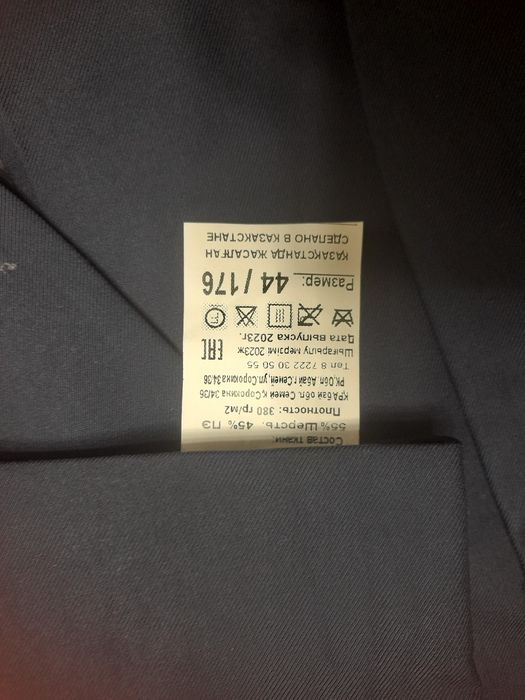 Состав ткани:
55% Шерсть. 45% ПЭ
Плотность: 380 гр/м2
ҚР.Абай обл. Семей қ.Сорокина 34/36
РК.Обл. Абай г.Семей,ул.Сорокина 34/36
Тел 8 7222 30 50 55
Шығарылу мерзімі 2023ж
Дата выпуска 2023г.
EAC
F
Размер: 44 / 176
ҚАЗАҚСТАНДА ЖАСАЛҒАН
СДЕЛАНО В КАЗАХСТАНЕ